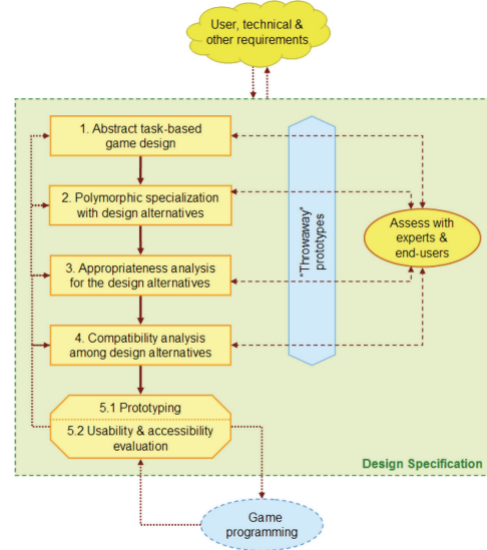 User, technical &
other requirements
1. Abstract task-based
game design
2. Polymorphic specialization
with design alternatives
3. Appropriateness analysis
for the design alternatives
4. Compatibility analysis
among design alternatives
5.1 Prototyping
5.2 Usability & accessibility
evaluation
"Throwaway"
prototypes
Assess with
experts &
end-users
Design Specification
Game
programming